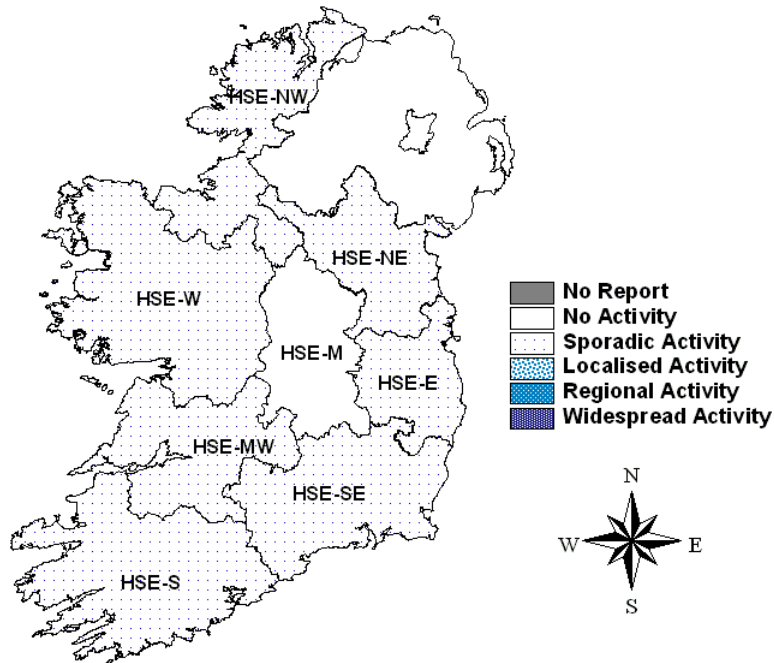 HSE-NW
HSE-NE
HSE-W
HSE-M
HSE-E
HSE-MW
HSE-SE
HSE-S
No Report
No Activity
Sporadic Activity
Localised Activity
Regional Activity
Widespread Activity
N
W E
S